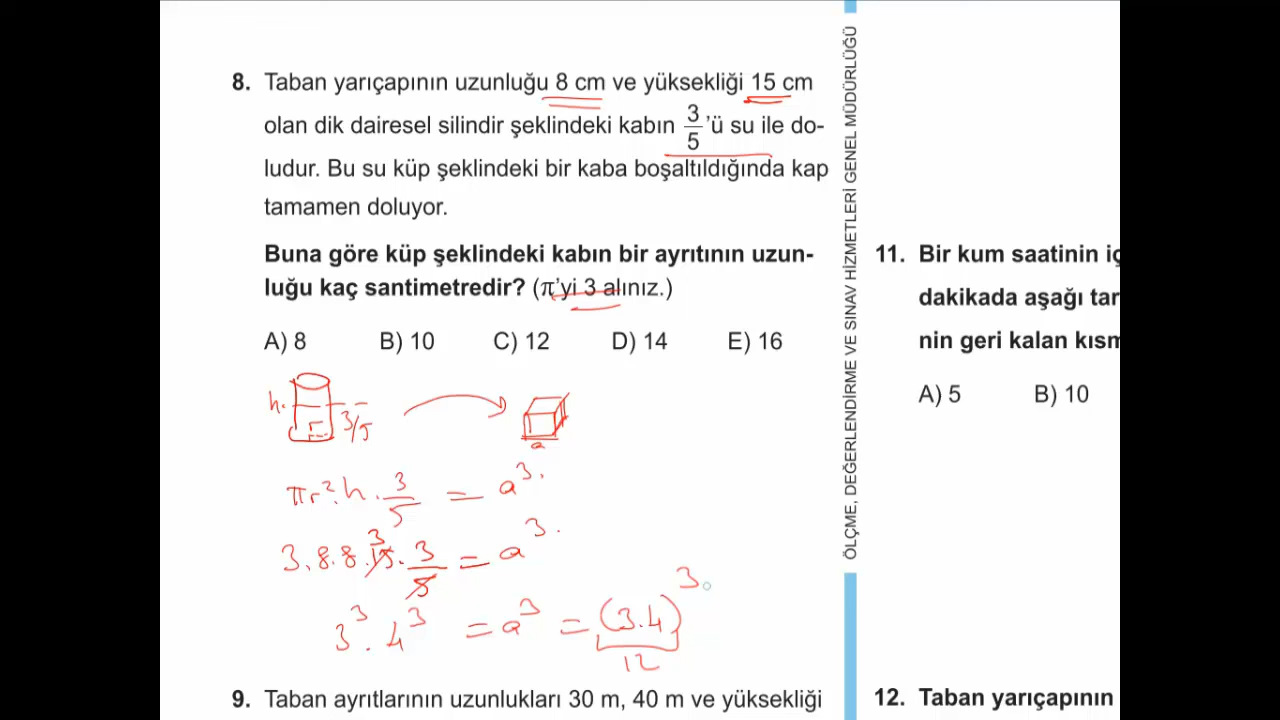 8. Taban yarıçapının uzunluğu 8 cm ve yüksekliği 15 cm
olan dik dairesel silindir şeklindeki kabın 3/5 'ü su ile do-
ludur. Bu su küp şeklindeki bir kaba boşaltıldığında kap
tamamen doluyor.
Buna göre küp şeklindeki kabın bir ayrıtının uzun-
luğu kaç santimetredir? (π'yi 3 alınız.)
A) 8 B) 10 C) 12 D) 14 E) 16
h. 3/5
a
πr².h . 3/5 = a³.
3.8.8.15.3/5 = a³.
3
3³ . 4³ = a³ = (3.4)³.
12
9. Taban ayrıtlarının uzunlukları 30 m, 40 m ve yüksekliği
ÖLÇME, DEĞERLENDİRME VE SINAV HİZMETLERİ GENEL MÜDÜRLÜĞÜ
11. Bir kum saatinin iç
dakikada aşağı tar
nin geri kalan kısm
A) 5 B) 10
12. Taban yarıçapının